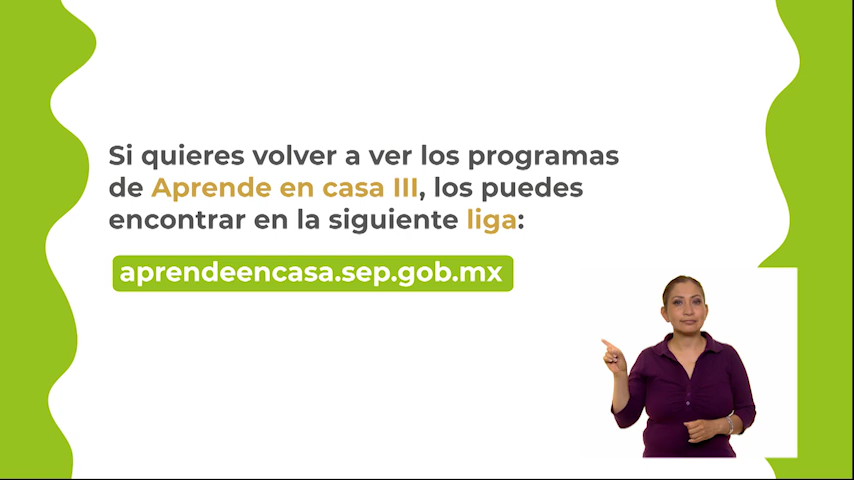 Si quieres volver a ver los programas
de Aprende en casa III, los puedes
encontrar en la siguiente liga:
aprendeencasa.sep.gob.mx